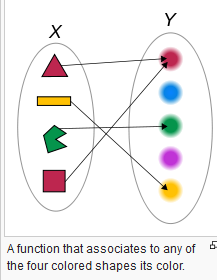 X
Y
A function that associates to any of
the four colored shapes its color.